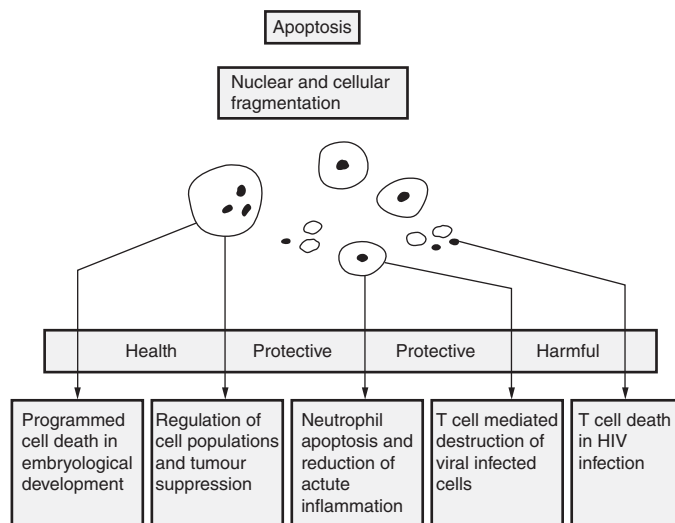 Apoptosis
Nuclear and cellular
fragmentation
Health
Protective
Protective
Harmful
Programmed
cell death in
embryological
development
Regulation of
cell populations
and tumour
suppression
Neutrophil
apoptosis and
reduction of
actute
inflammation
T cell mediated
destruction of
viral infected
cells
T cell death
in HIV
infection